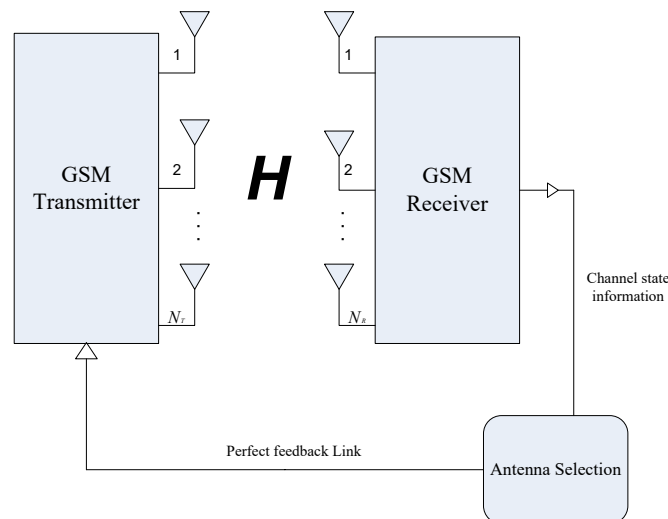 GSM
Transmitter
1
2
⋮
N_T
H
1
2
⋮
N_R
GSM
Receiver
Channel state
information
Perfect feedback Link
Antenna Selection